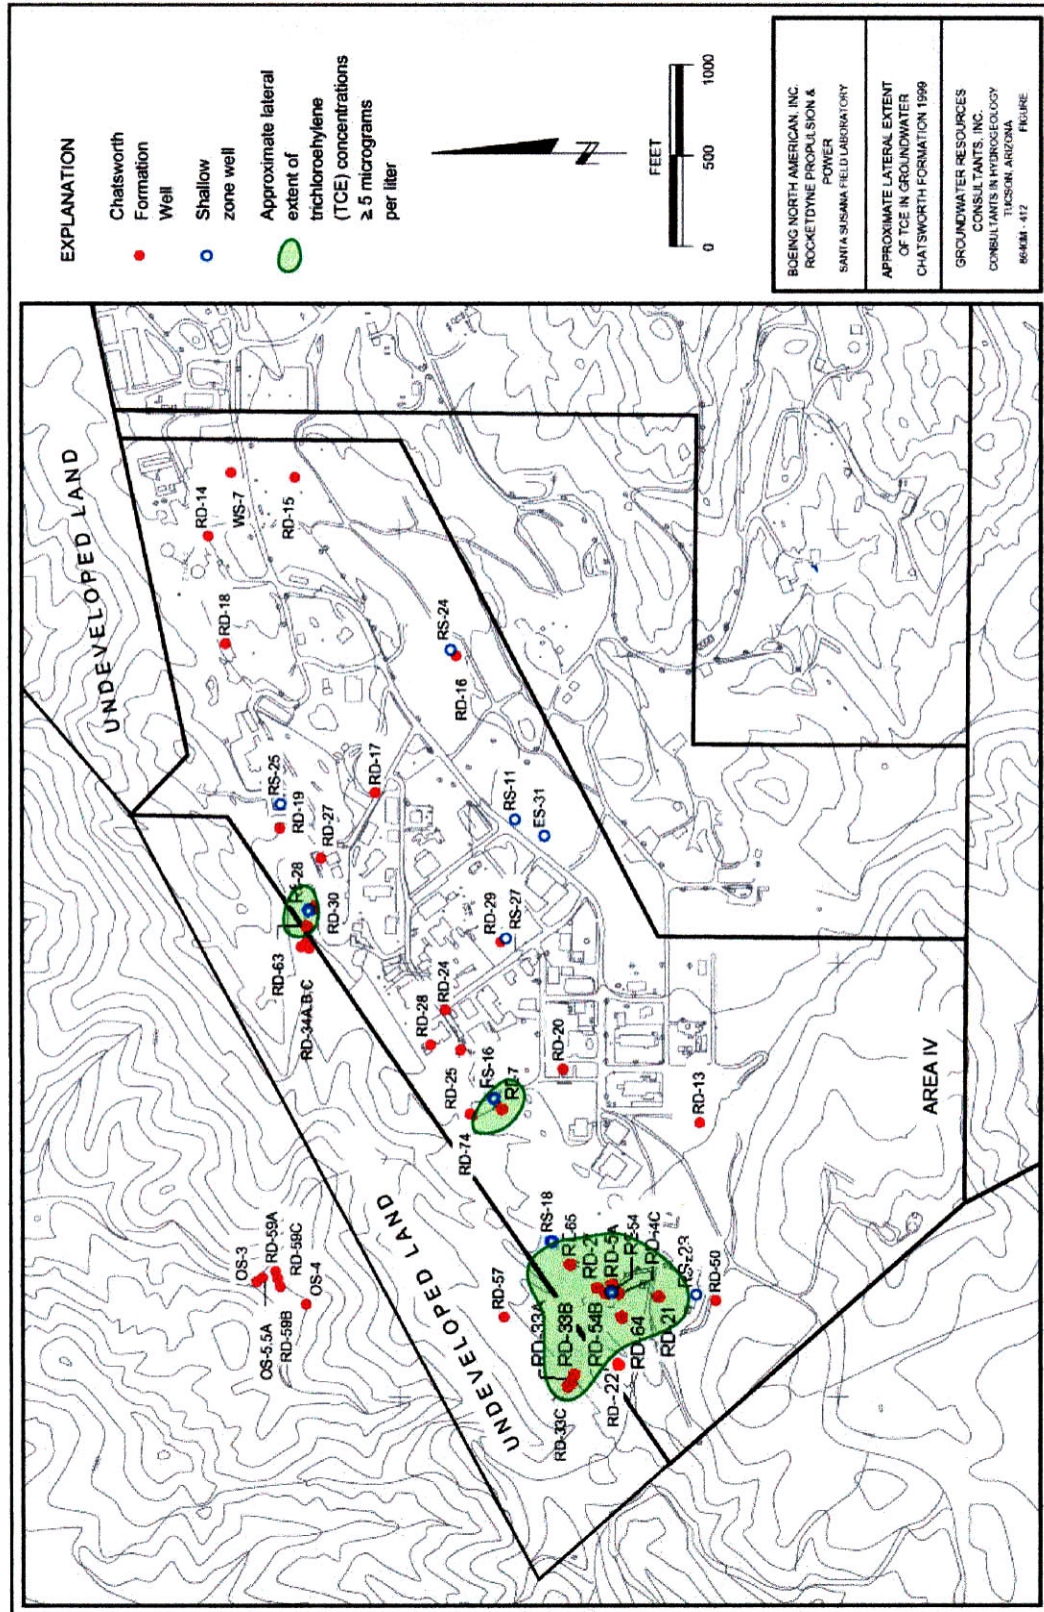 EXPLANATION
Chatsworth
Formation
Well
Shallow
zone well
Approximate lateral
extent of
trichloroehylene
(TCE) concentrations
≥ 5 micrograms
per liter
N
FEET
0 500 1000
BOEING NORTH AMERICAN, INC.
ROCKETDYNE PROPULSION &
POWER
SANTA SUSANA FIELD LABORATORY
APPROXIMATE LATERAL EXTENT
OF TCE IN GROUNDWATER
CHATSWORTH FORMATION 1999
GROUNDWATER RESOURCES
CONSULTANTS, INC.
CONSULTANTS IN HYDROGEOLOGY
TUCSON, ARIZONA
8640M - 412 FIGURE
UNDEVELOPED LAND
UNDEVELOPED LAND
AREA IV
RD-14
WS-7
RD-15
RD-18
RS-24
RD-16
RS-25
RD-19
RD-27
RD-17
RS-11
ES-31
RD-30
RD-63
RD-34A,B,C
RD-29
RS-27
RD-24
RD-28
RD-25
RD-20
RS-16
RD-7
RD-74
RD-13
OS-3
RD-59A
RD-59C
OS-4
OS-5,5A
RD-59B
RD-57
RS-18
RD-33A
RD-33B
RD-54B
RD-64
RD-21
RD-50
RD-33C
RD-22